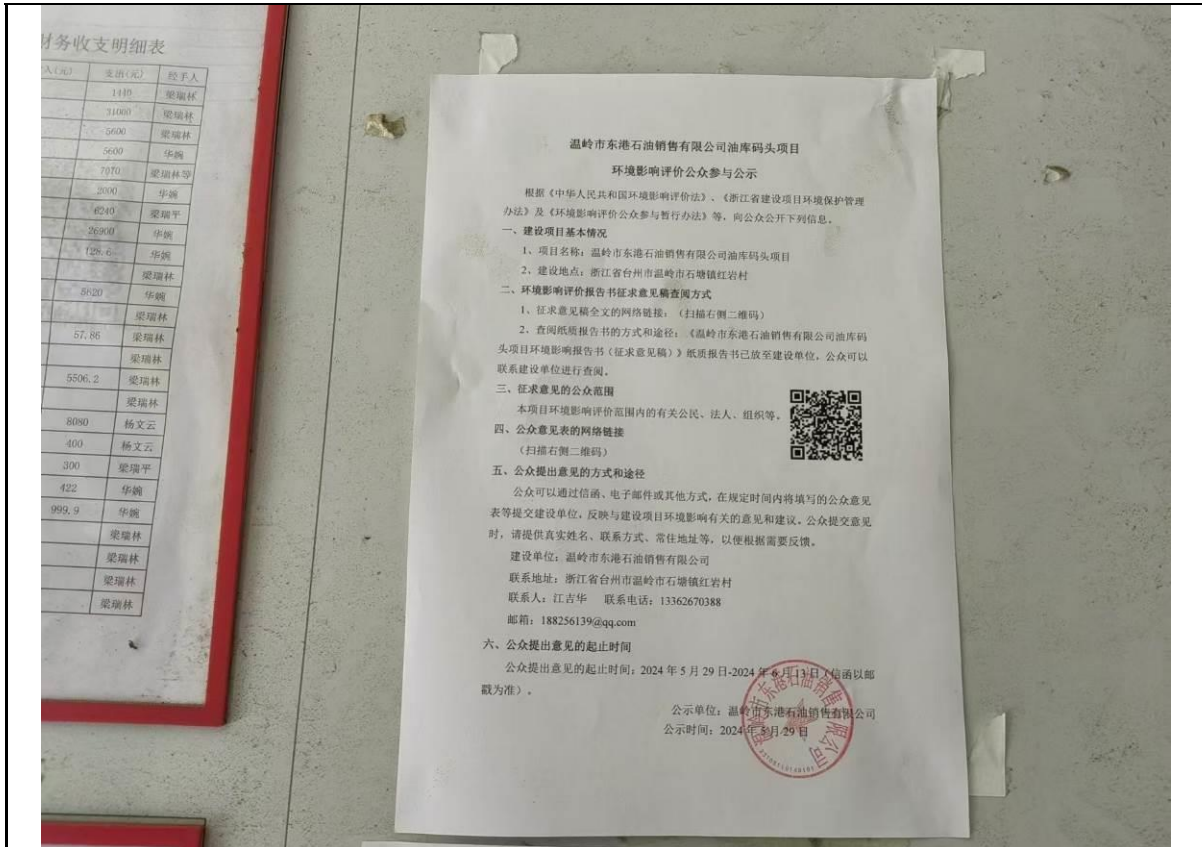 财务收支明细表
入(元) 支出(元) 经手人
1440 梁瑞林
31000 梁瑞林
5600 梁瑞林
5600 华婉
7070 梁瑞林等
2000 华婉
6240 梁瑞平
26900 华婉
128.6 华婉
梁瑞林
5620 华婉
梁瑞林
57.86 梁瑞林
梁瑞林
5506.2 梁瑞林
梁瑞林
8080 杨文云
400 杨文云
300 梁瑞平
422 华婉
999.9 华婉
梁瑞林
梁瑞林
梁瑞林
梁瑞林
温岭市东港石油销售有限公司油库码头项目
环境影响评价公众参与公示
根据《中华人民共和国环境影响评价法》、《浙江省建设项目环境保护管理
办法》及《环境影响评价公众参与暂行办法》等，向公众公开下列信息。
一、建设项目基本情况
1、项目名称：温岭市东港石油销售有限公司油库码头项目
2、建设地点：浙江省台州市温岭市石塘镇红岩村
二、环境影响评价报告书征求意见稿查阅方式
1、征求意见稿全文的网络链接：（扫描右侧二维码）
2、查阅纸质报告书的方式和途径：《温岭市东港石油销售有限公司油库码
头项目环境影响报告书（征求意见稿）》纸质报告书已放至建设单位，公众可以
联系建设单位进行查阅。
三、征求意见的公众范围
本项目环境影响评价范围内的有关公民、法人、组织等。
四、公众意见表的网络链接
（扫描右侧二维码）
五、公众提出意见的方式和途径
公众可以通过信函、电子邮件或其他方式，在规定时间内将填写的公众意见
表等提交建设单位，反映与建设项目环境影响有关的意见和建议。公众提交意见
时，请提供真实姓名、联系方式、常住地址等，以便根据需要反馈。
建设单位：温岭市东港石油销售有限公司
联系地址：浙江省台州市温岭市石塘镇红岩村
联系人：江吉华 联系电话：13362670388
邮箱：188256139@qq.com
六、公众提出意见的起止时间
公众提出意见的起止时间：2024 年 5 月 29 日-2024 年 6 月 13 日（信函以邮
戳为准）。
公示单位：温岭市东港石油销售有限公司
公示时间：2024 年 5 月 29 日
温岭市东港石油销售有限公司